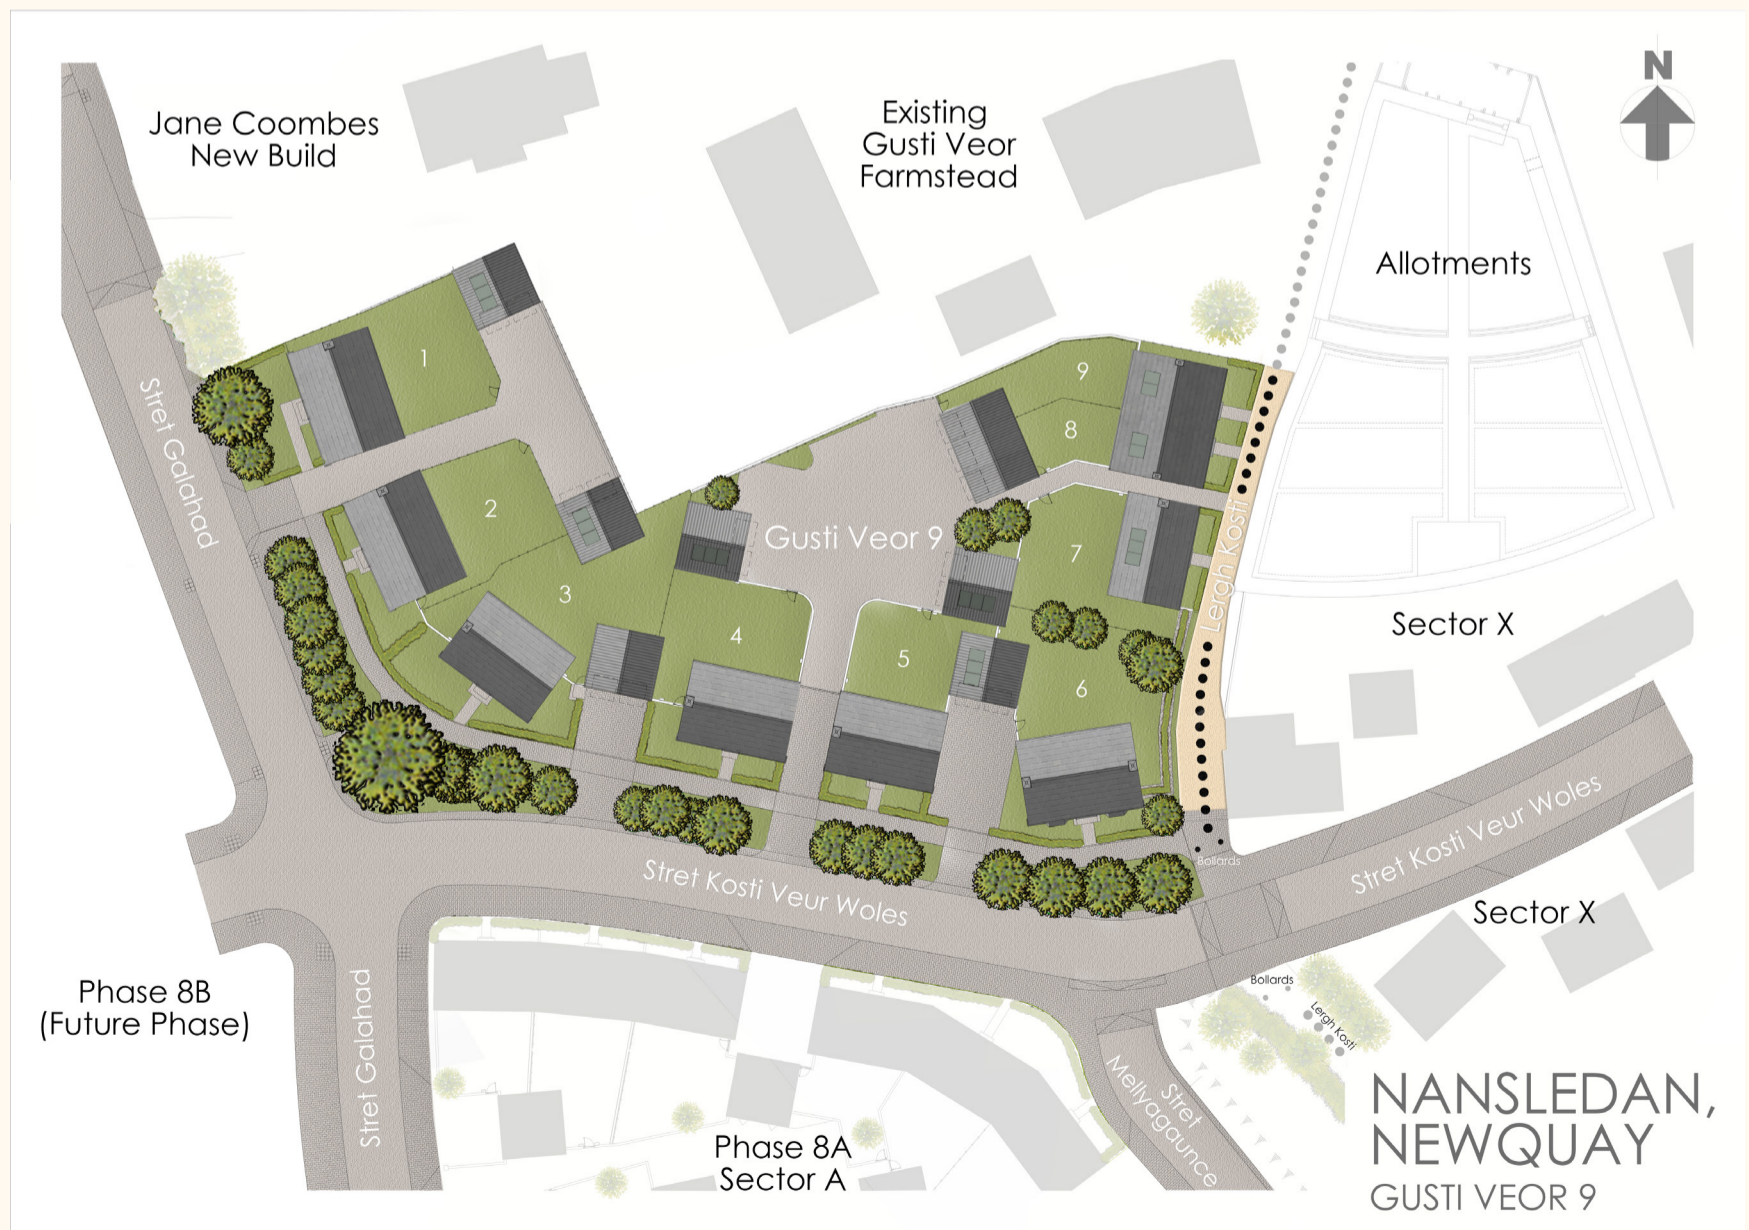 N
Jane Coombes
New Build
Existing
Gusti Veor
Farmstead
Allotments
1
9
8
Stret Galahad
2
Gusti Veor 9
7
Lergh Kosti
3
4
5
6
Sector X
Stret Kosti Veur Woles
Bollards
Stret Kosti Veur Woles
Sector X
Phase 8B
(Future Phase)
Stret Galahad
Bollards
Lergh Kosti
Stret
Mellyagaunce
Phase 8A
Sector A
NANSLEDAN,
NEWQUAY
GUSTI VEOR 9